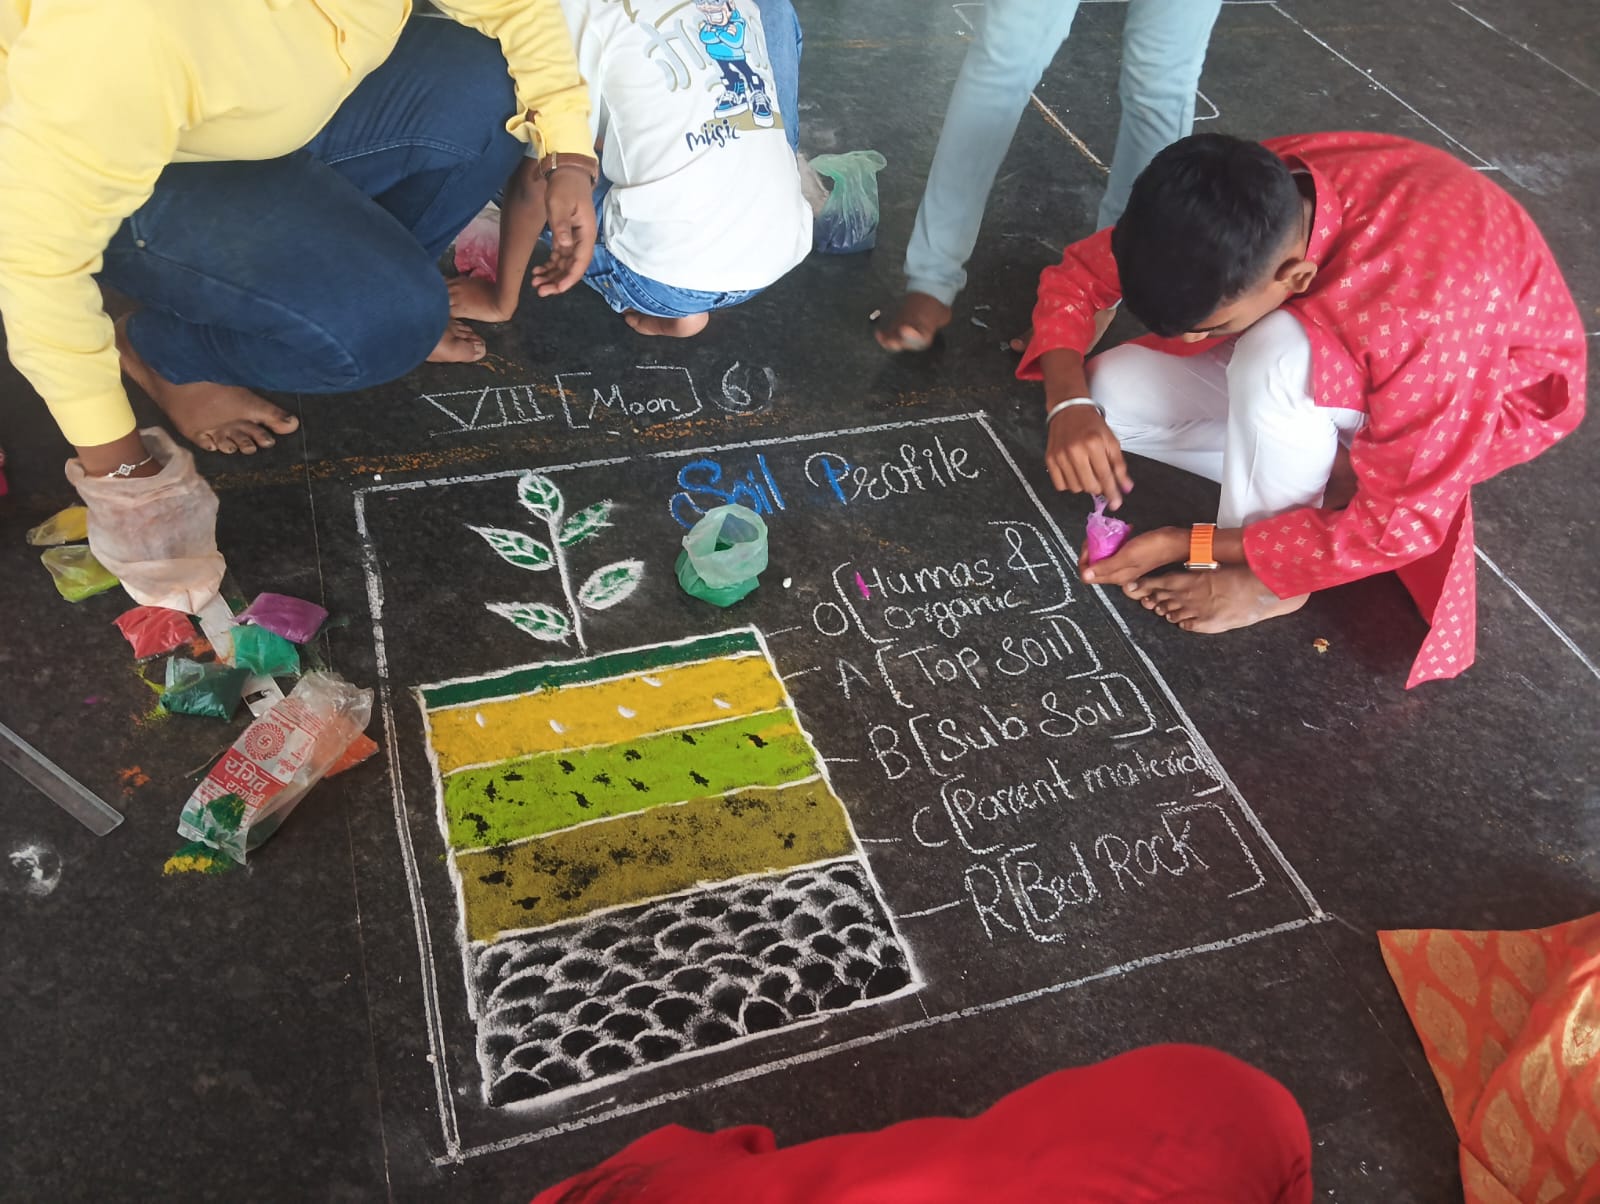 music
VIII [Moon] 6
Soil Profile
O [Humas &
organic]
A [Top soil]
B [Sub Soil]
C [Parent material]
R [Bed Rock]
रांगोळी